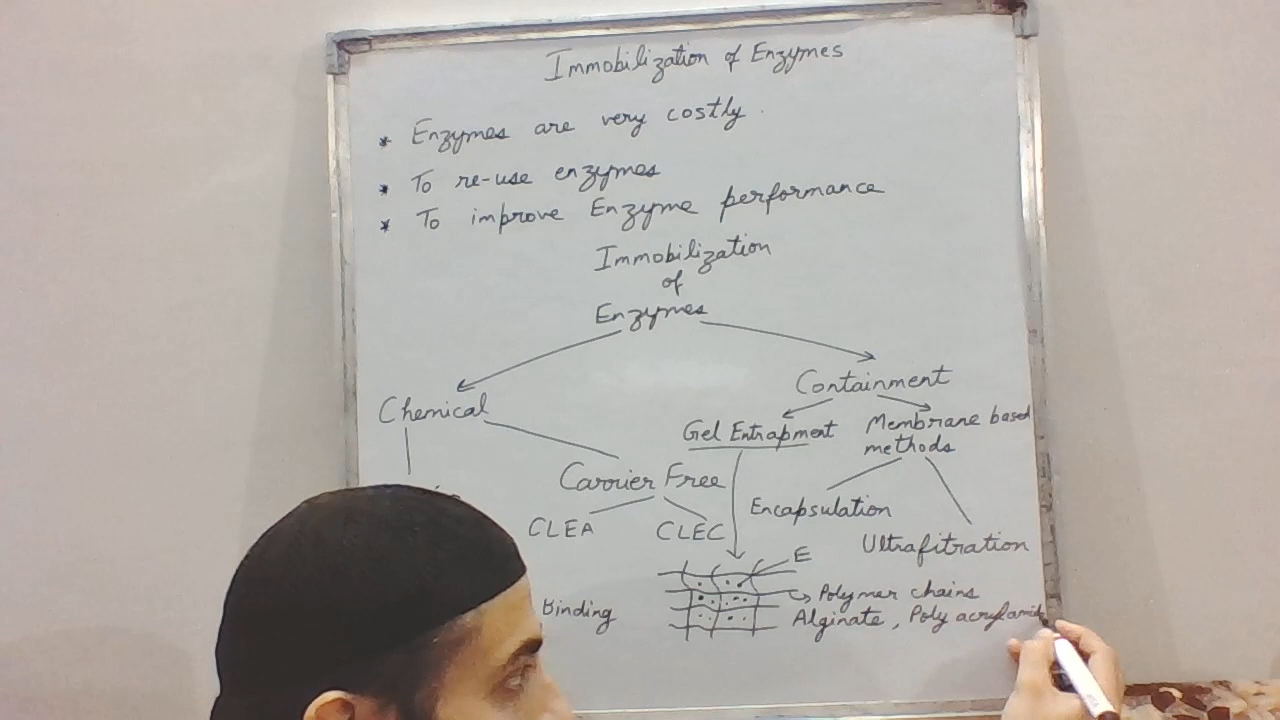 Immobilization of Enzymes
* Enzymes are very costly.
* To re-use enzymes
* To improve Enzyme performance
Immobilization
of
Enzymes
Chemical
Containment
Gel Entrapment
Membrane based
methods
Carrier Free
CLEA
CLEC
Encapsulation
Ultrafitration
E
Polymer chains
Alginate, Poly acrylamid
Binding